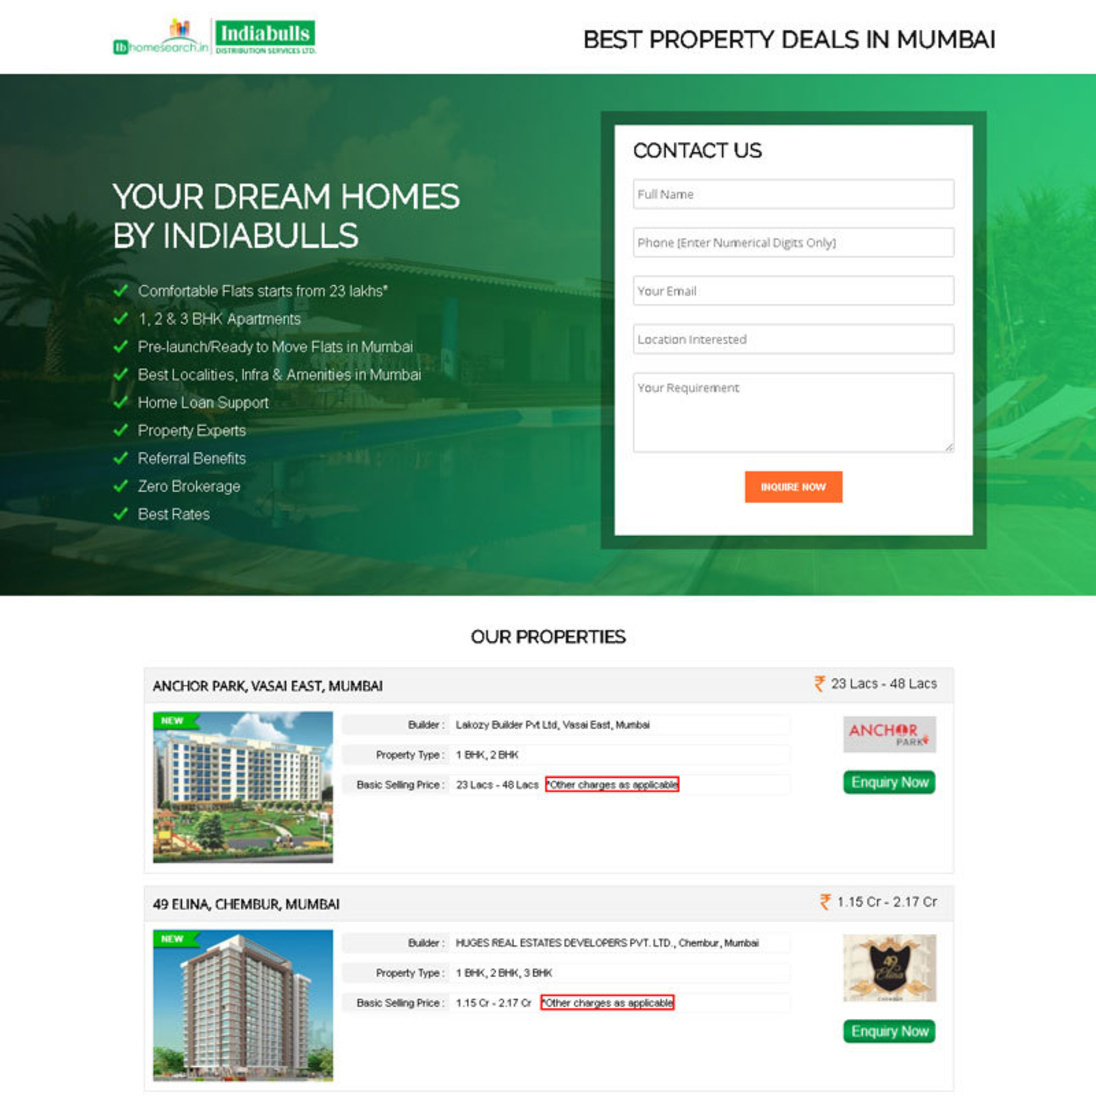 Ib homesearch.in
Indiabulls
DISTRIBUTION SERVICES LTD.
BEST PROPERTY DEALS IN MUMBAI
YOUR DREAM HOMES
BY INDIABULLS
Comfortable Flats starts from 23 lakhs*
1, 2 & 3 BHK Apartments
Pre-launch/Ready to Move Flats in Mumbai
Best Localities, Infra & Amenities in Mumbai
Home Loan Support
Property Experts
Referral Benefits
Zero Brokerage
Best Rates
CONTACT US
Full Name
Phone [Enter Numerical Digits Only]
Your Email
Location Interested
Your Requirement
INQUIRE NOW
OUR PROPERTIES
ANCHOR PARK, VASAI EAST, MUMBAI
₹ 23 Lacs - 48 Lacs
NEW
Builder : Lakozy Builder Pvt Ltd, Vasai East, Mumbai
Property Type : 1 BHK, 2 BHK
Basic Selling Price : 23 Lacs - 48 Lacs *Other charges as applicable
ANCHOR
PARK
Enquiry Now
49 ELINA, CHEMBUR, MUMBAI
₹ 1.15 Cr - 2.17 Cr
NEW
Builder : HUGES REAL ESTATES DEVELOPERS PVT. LTD., Chembur, Mumbai
Property Type : 1 BHK, 2 BHK, 3 BHK
Basic Selling Price : 1.15 Cr - 2.17 Cr *Other charges as applicable
49
Elina
CHEMBUR
Enquiry Now